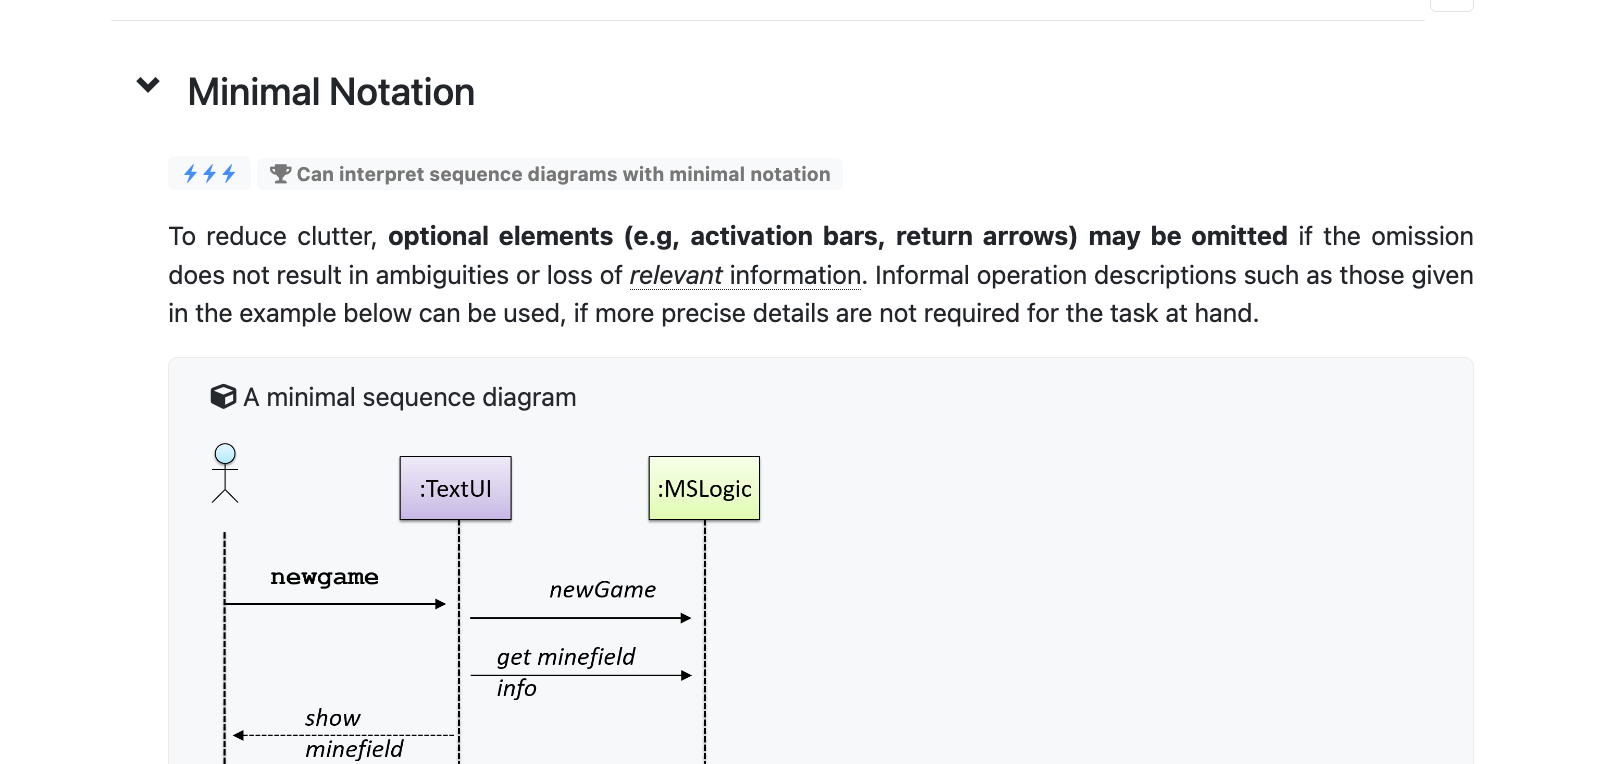 Minimal Notation
Can interpret sequence diagrams with minimal notation
To reduce clutter, optional elements (e.g, activation bars, return arrows) may be omitted if the omission
does not result in ambiguities or loss of relevant information. Informal operation descriptions such as those given
in the example below can be used, if more precise details are not required for the task at hand.
A minimal sequence diagram
:TextUI
:MSLogic
newgame
newGame
get minefield
info
show
minefield